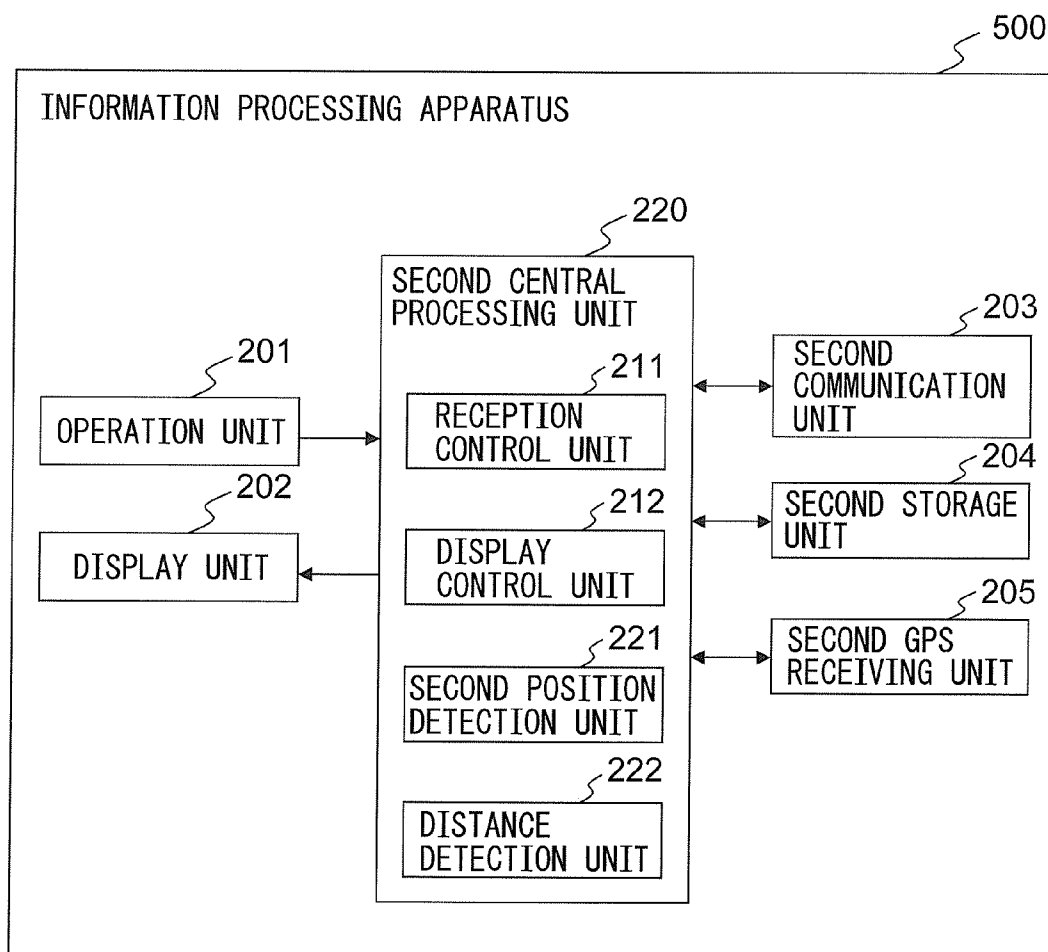 500
INFORMATION PROCESSING APPARATUS
220
SECOND CENTRAL
PROCESSING UNIT
201
OPERATION UNIT
202
DISPLAY UNIT
211
RECEPTION
CONTROL UNIT
212
DISPLAY
CONTROL UNIT
221
SECOND POSITION
DETECTION UNIT
222
DISTANCE
DETECTION UNIT
203
SECOND
COMMUNICATION
UNIT
204
SECOND STORAGE
UNIT
205
SECOND GPS
RECEIVING UNIT